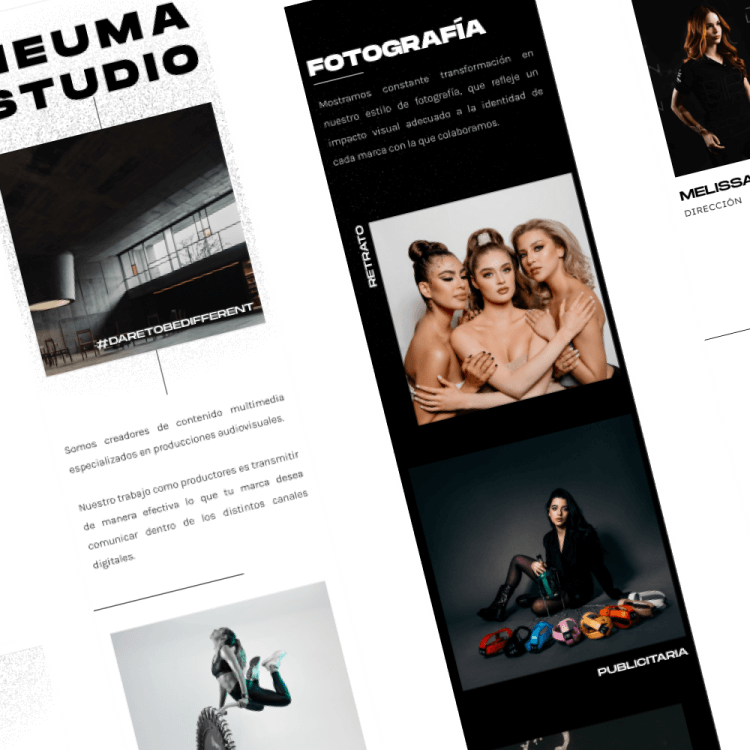 NEUMA
STUDIO
#DARETOBEDIFFERENT
Somos creadores de contenido multimedia
especializados en producciones audiovisuales.
Nuestro trabajo como productores es transmitir
de manera efectiva lo que tu marca desea
comunicar dentro de los distintos canales
digitales.
FOTOGRAFÍA
Mostramos constante transformación en
nuestro estilo de fotografía, que refleje un
impacto visual adecuado a la identidad de
cada marca con la que colaboramos.
RETRATO
PUBLICITARIA
MELISSA
DIRECCIÓN